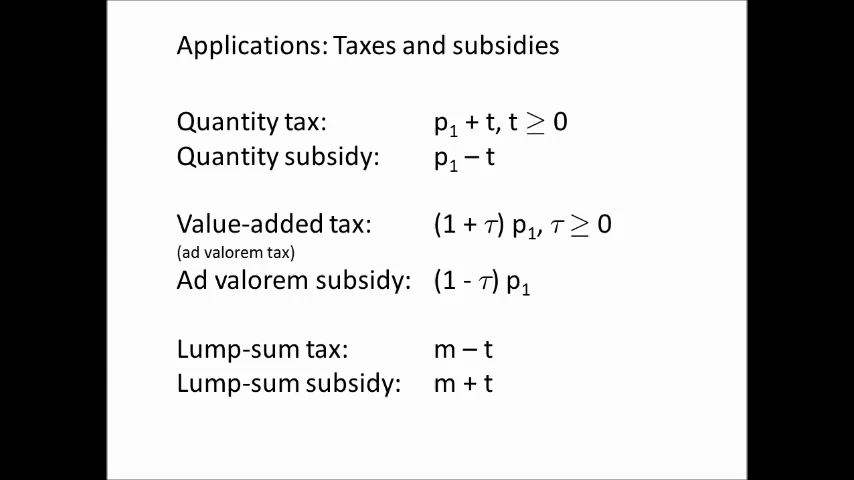 Applications: Taxes and subsidies
Quantity tax: p₁ + t, t ≥ 0
Quantity subsidy: p₁ – t
Value-added tax: (1 + τ) p₁, τ ≥ 0
(ad valorem tax)
Ad valorem subsidy: (1 - τ) p₁
Lump-sum tax: m – t
Lump-sum subsidy: m + t